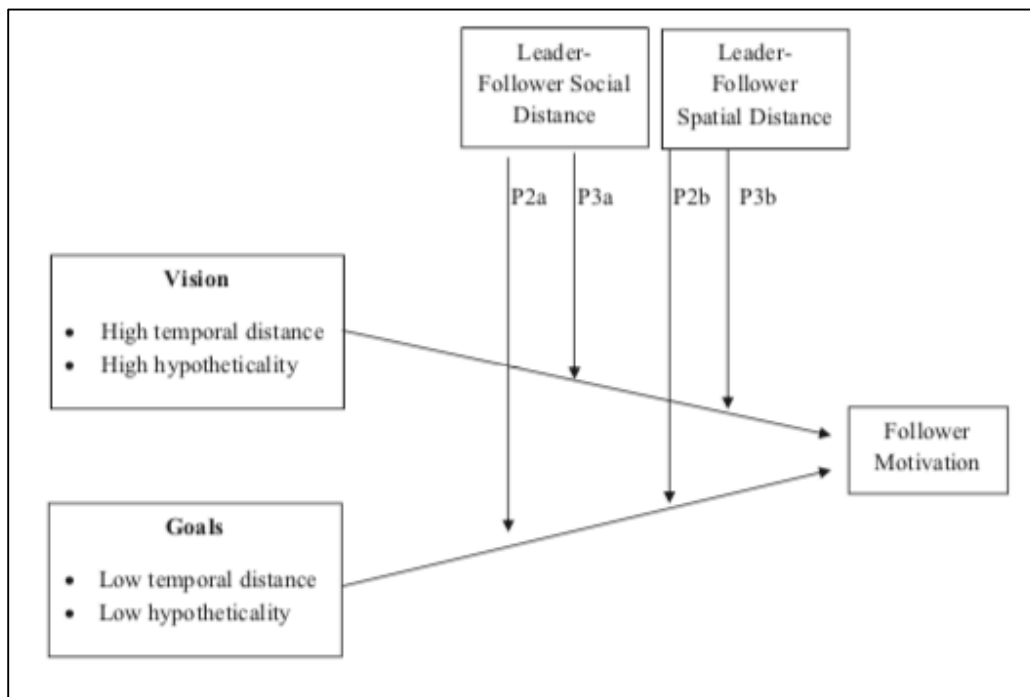 Leader-
Follower Social
Distance
Leader-
Follower
Spatial Distance
P2a
P3a
P2b
P3b
Vision
• High temporal distance
• High hypotheticality
Follower
Motivation
Goals
• Low temporal distance
• Low hypotheticality